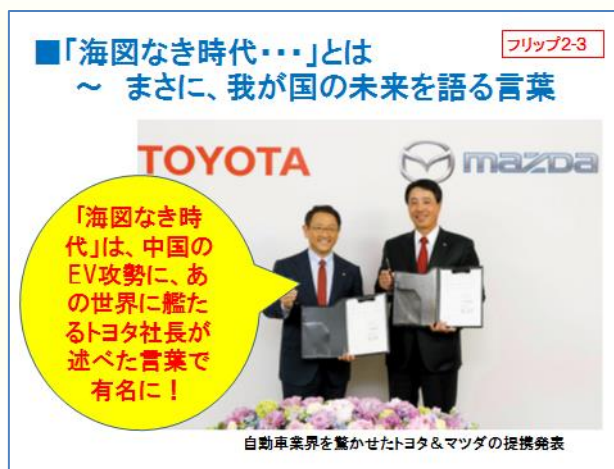 ■「海図なき時代・・・」とは
フリップ2-3
～ まさに、我が国の未来を語る言葉
TOYOTA
mazda
「海図なき時
代」は、中国の
EV攻勢に、あ
の世界に艦た
るトヨタ社長が
述べた言葉で
有名に！
自動車業界を驚かせたトヨタ&マツダの提携発表